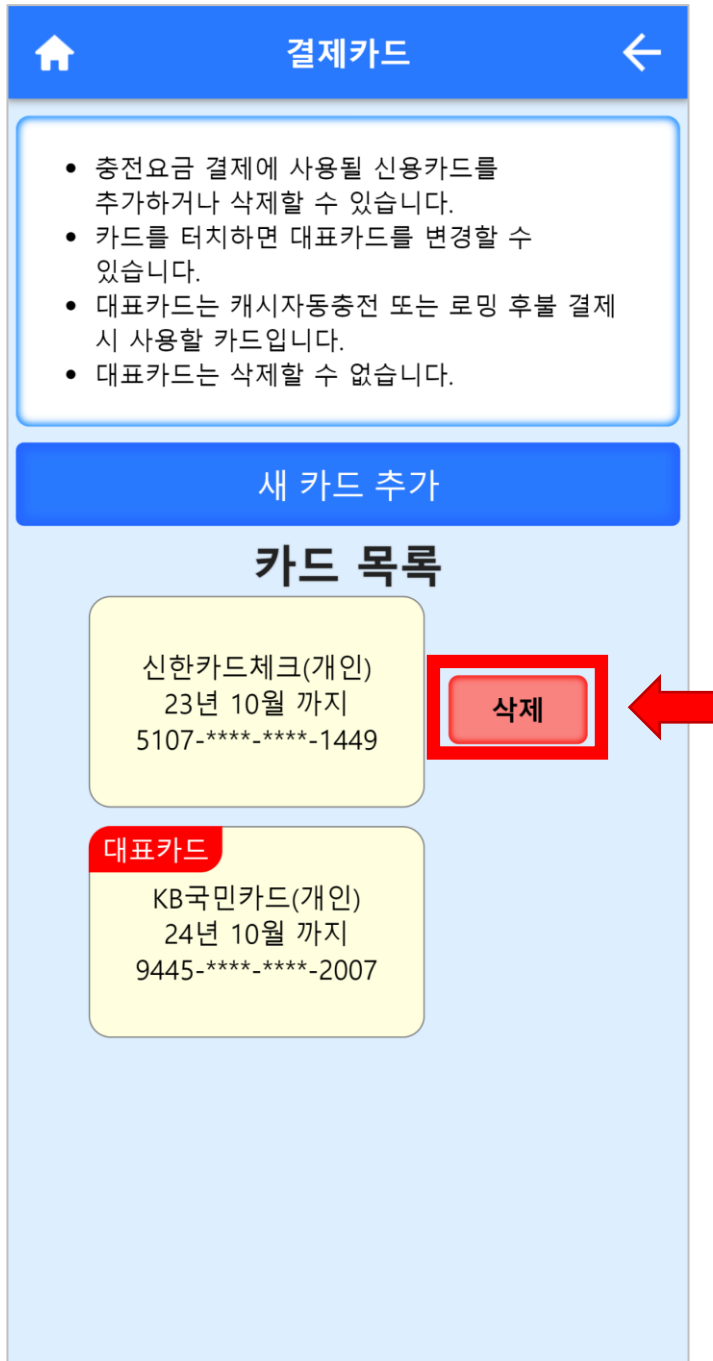 결제카드
• 충전요금 결제에 사용될 신용카드를
추가하거나 삭제할 수 있습니다.
• 카드를 터치하면 대표카드를 변경할 수
있습니다.
• 대표카드는 캐시자동충전 또는 로밍 후불 결제
시 사용할 카드입니다.
• 대표카드는 삭제할 수 없습니다.
새 카드 추가
카드 목록
신한카드체크(개인)
23년 10월 까지
5107-****-****-1449
삭제
대표카드
KB국민카드(개인)
24년 10월 까지
9445-****-****-2007